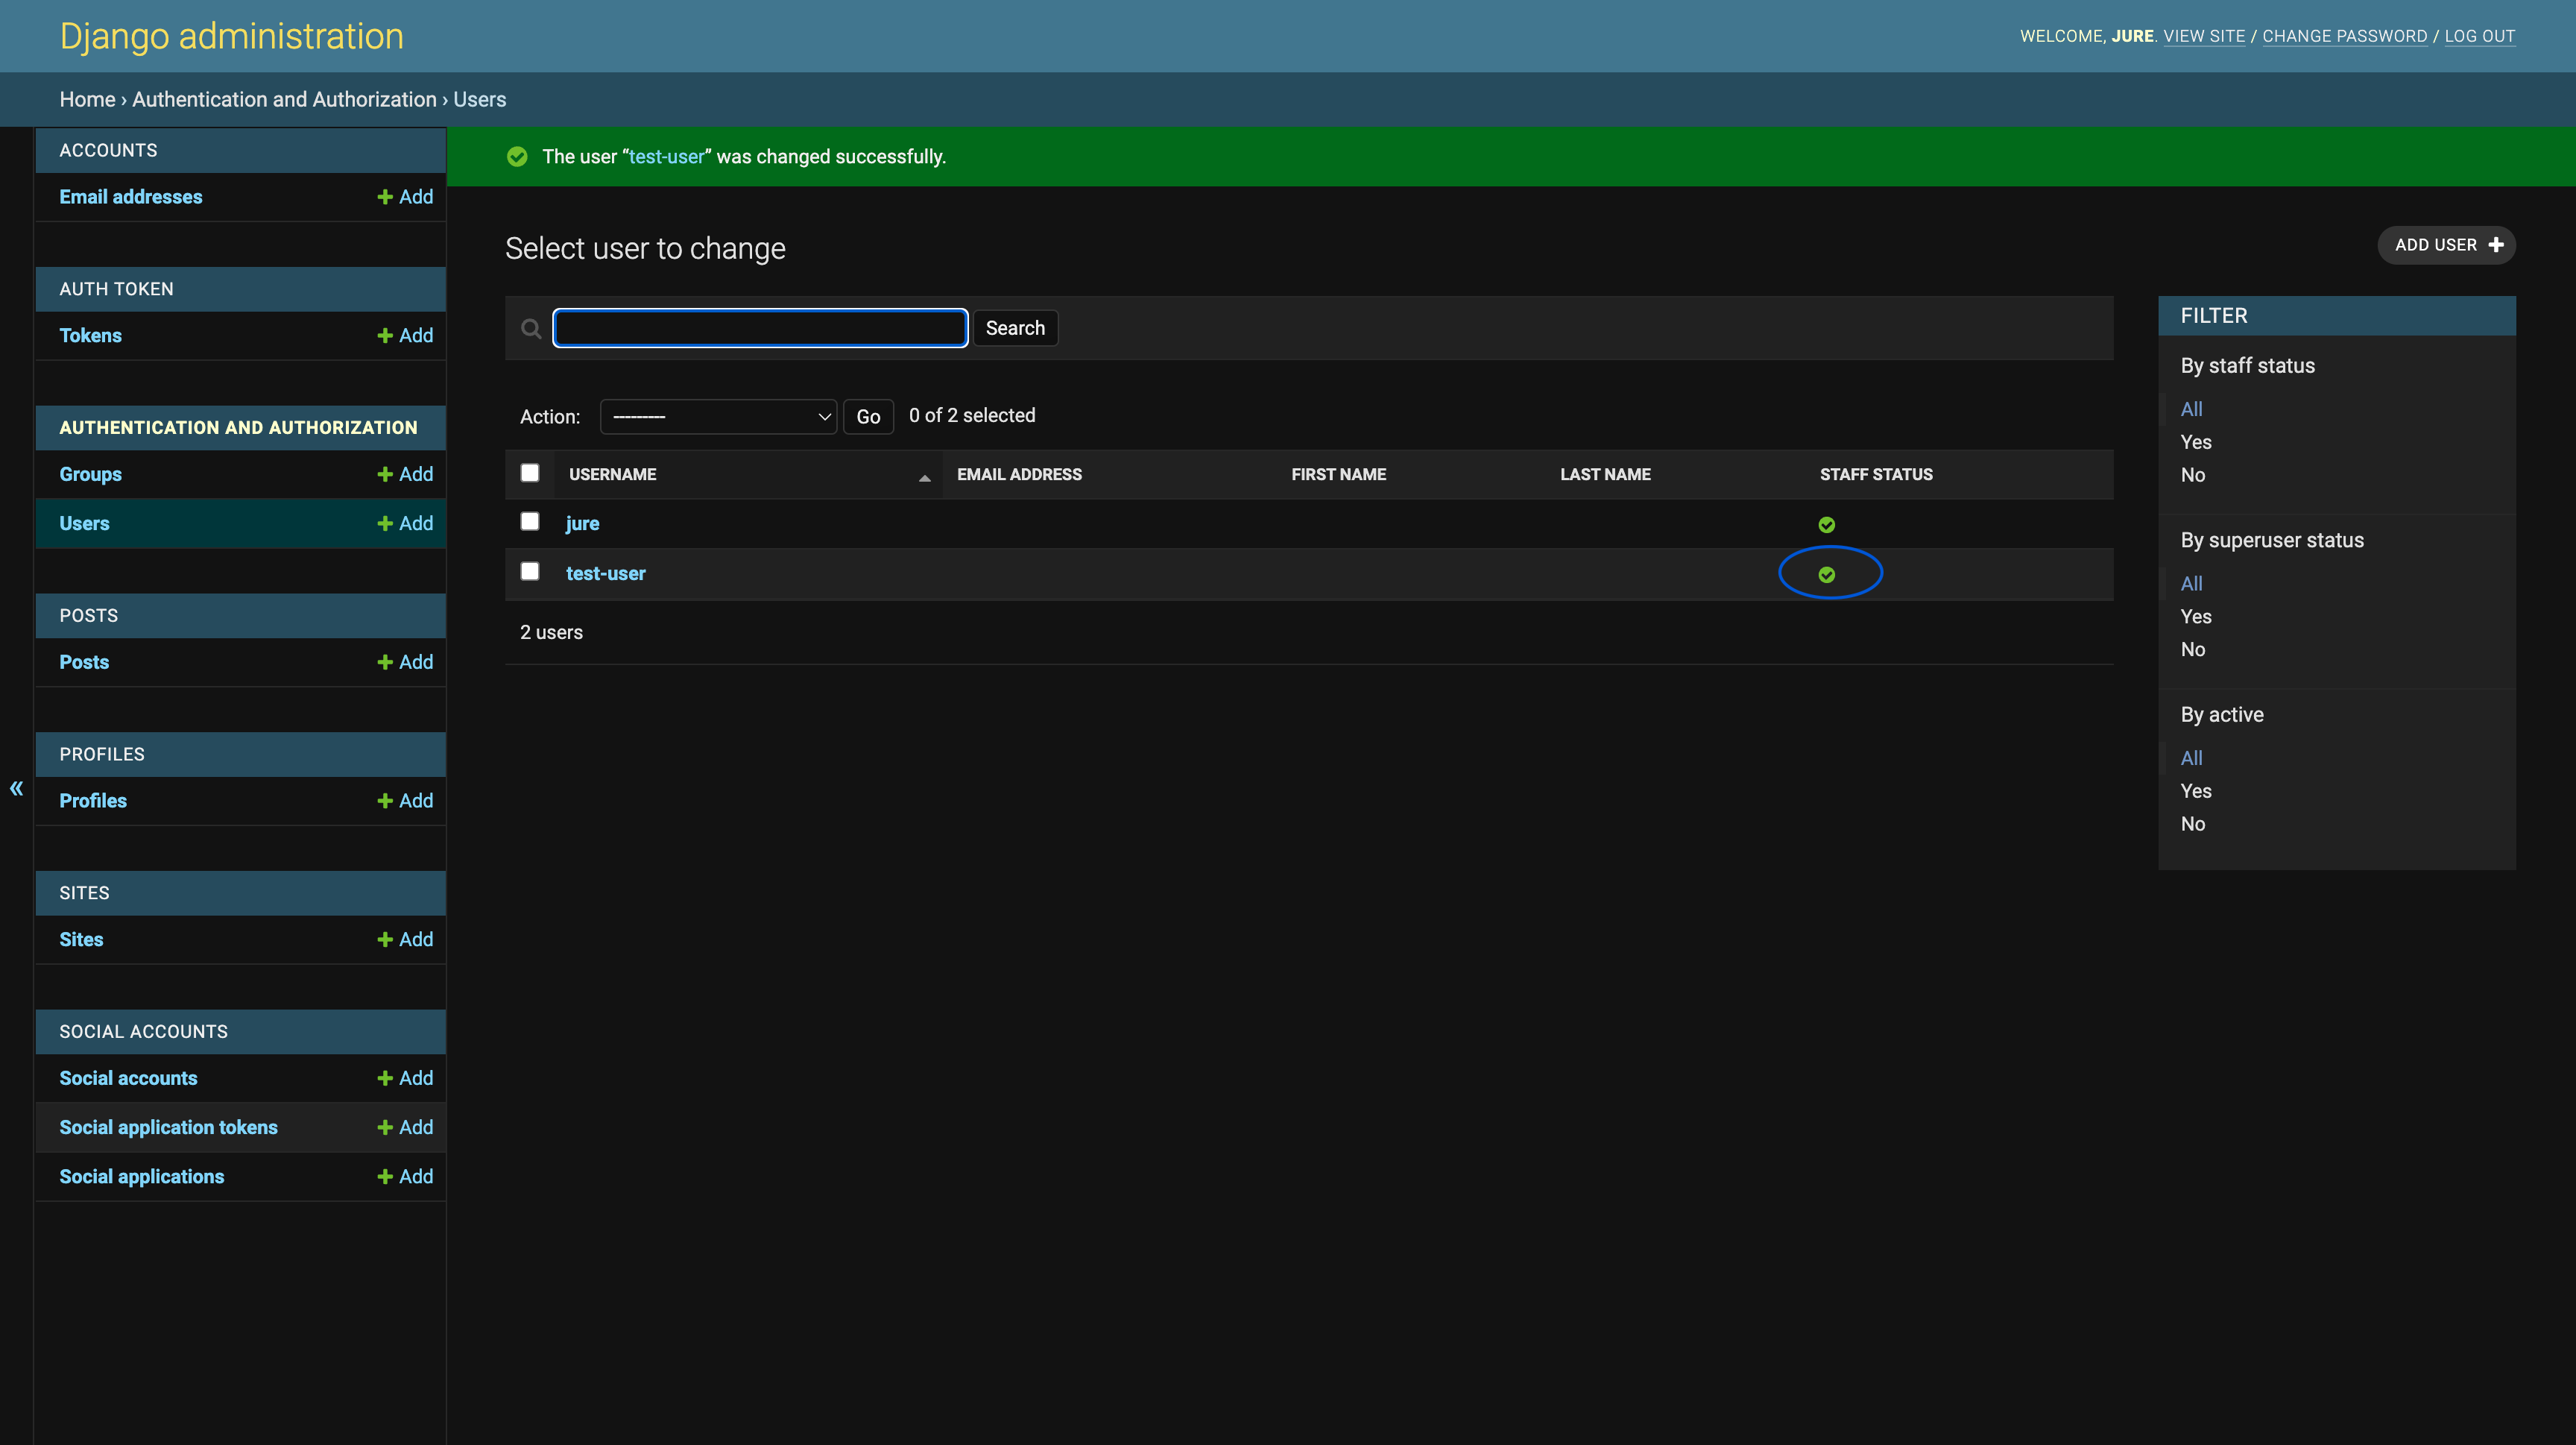 Django administration
WELCOME, JURE. VIEW SITE / CHANGE PASSWORD / LOG OUT
Home › Authentication and Authorization › Users
ACCOUNTS
Email addresses + Add
AUTH TOKEN
Tokens + Add
AUTHENTICATION AND AUTHORIZATION
Groups + Add
Users + Add
POSTS
Posts + Add
PROFILES
Profiles + Add
SITES
Sites + Add
SOCIAL ACCOUNTS
Social accounts + Add
Social application tokens + Add
Social applications + Add
«
The user “test-user” was changed successfully.
Select user to change
ADD USER +
Search
Action: --------- Go 0 of 2 selected
USERNAME EMAIL ADDRESS FIRST NAME LAST NAME STAFF STATUS
jure
test-user
2 users
FILTER
By staff status
All
Yes
No
By superuser status
All
Yes
No
By active
All
Yes
No